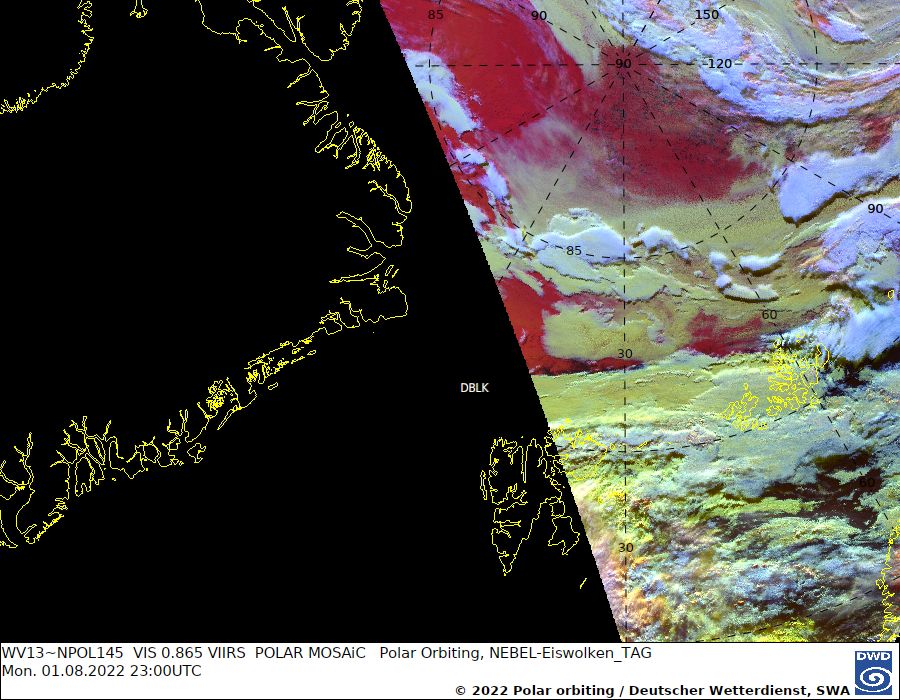 85
90
150
90
120
90
85
60
30
DBLK
60
30
WV13~NPOL145 VIS 0.865 VIIRS POLAR MOSAiC Polar Orbiting, NEBEL-Eiswolken_TAG
Mon. 01.08.2022 23:00UTC
DWD
© 2022 Polar orbiting / Deutscher Wetterdienst, SWA